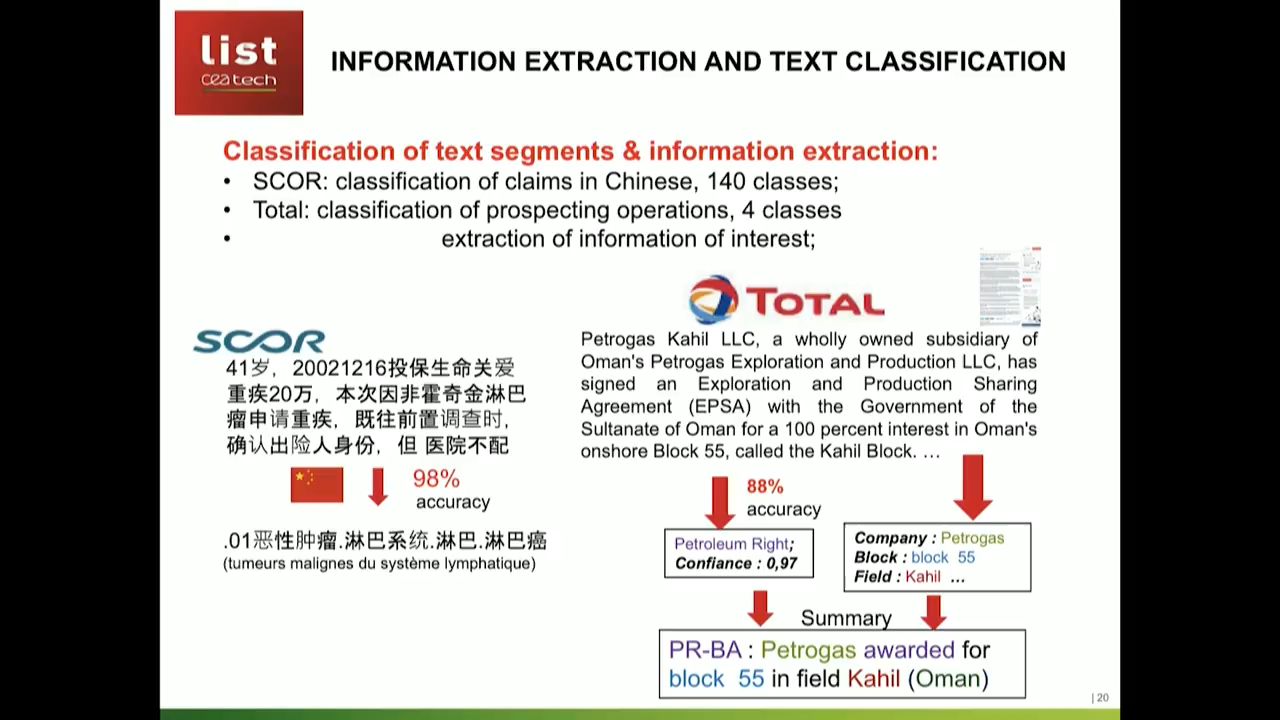 list
ceatech
INFORMATION EXTRACTION AND TEXT CLASSIFICATION
Classification of text segments & information extraction:
• SCOR: classification of claims in Chinese, 140 classes;
• Total: classification of prospecting operations, 4 classes
• extraction of information of interest;
SCOR
41岁，20021216投保生命关爱
重疾20万，本次因非霍奇金淋巴
瘤申请重疾，既往前置调查时，
确认出险人身份，但 医院不配
98%
accuracy
.01恶性肿瘤.淋巴系统.淋巴.淋巴癌
(tumeurs malignes du système lymphatique)
TOTAL
Petrogas Kahil LLC, a wholly owned subsidiary of
Oman's Petrogas Exploration and Production LLC, has
signed an Exploration and Production Sharing
Agreement (EPSA) with the Government of the
Sultanate of Oman for a 100 percent interest in Oman's
onshore Block 55, called the Kahil Block. …
88%
accuracy
Petroleum Right;
Confiance : 0,97
Company : Petrogas
Block : block 55
Field : Kahil …
Summary
PR-BA : Petrogas awarded for
block 55 in field Kahil (Oman)
| 20